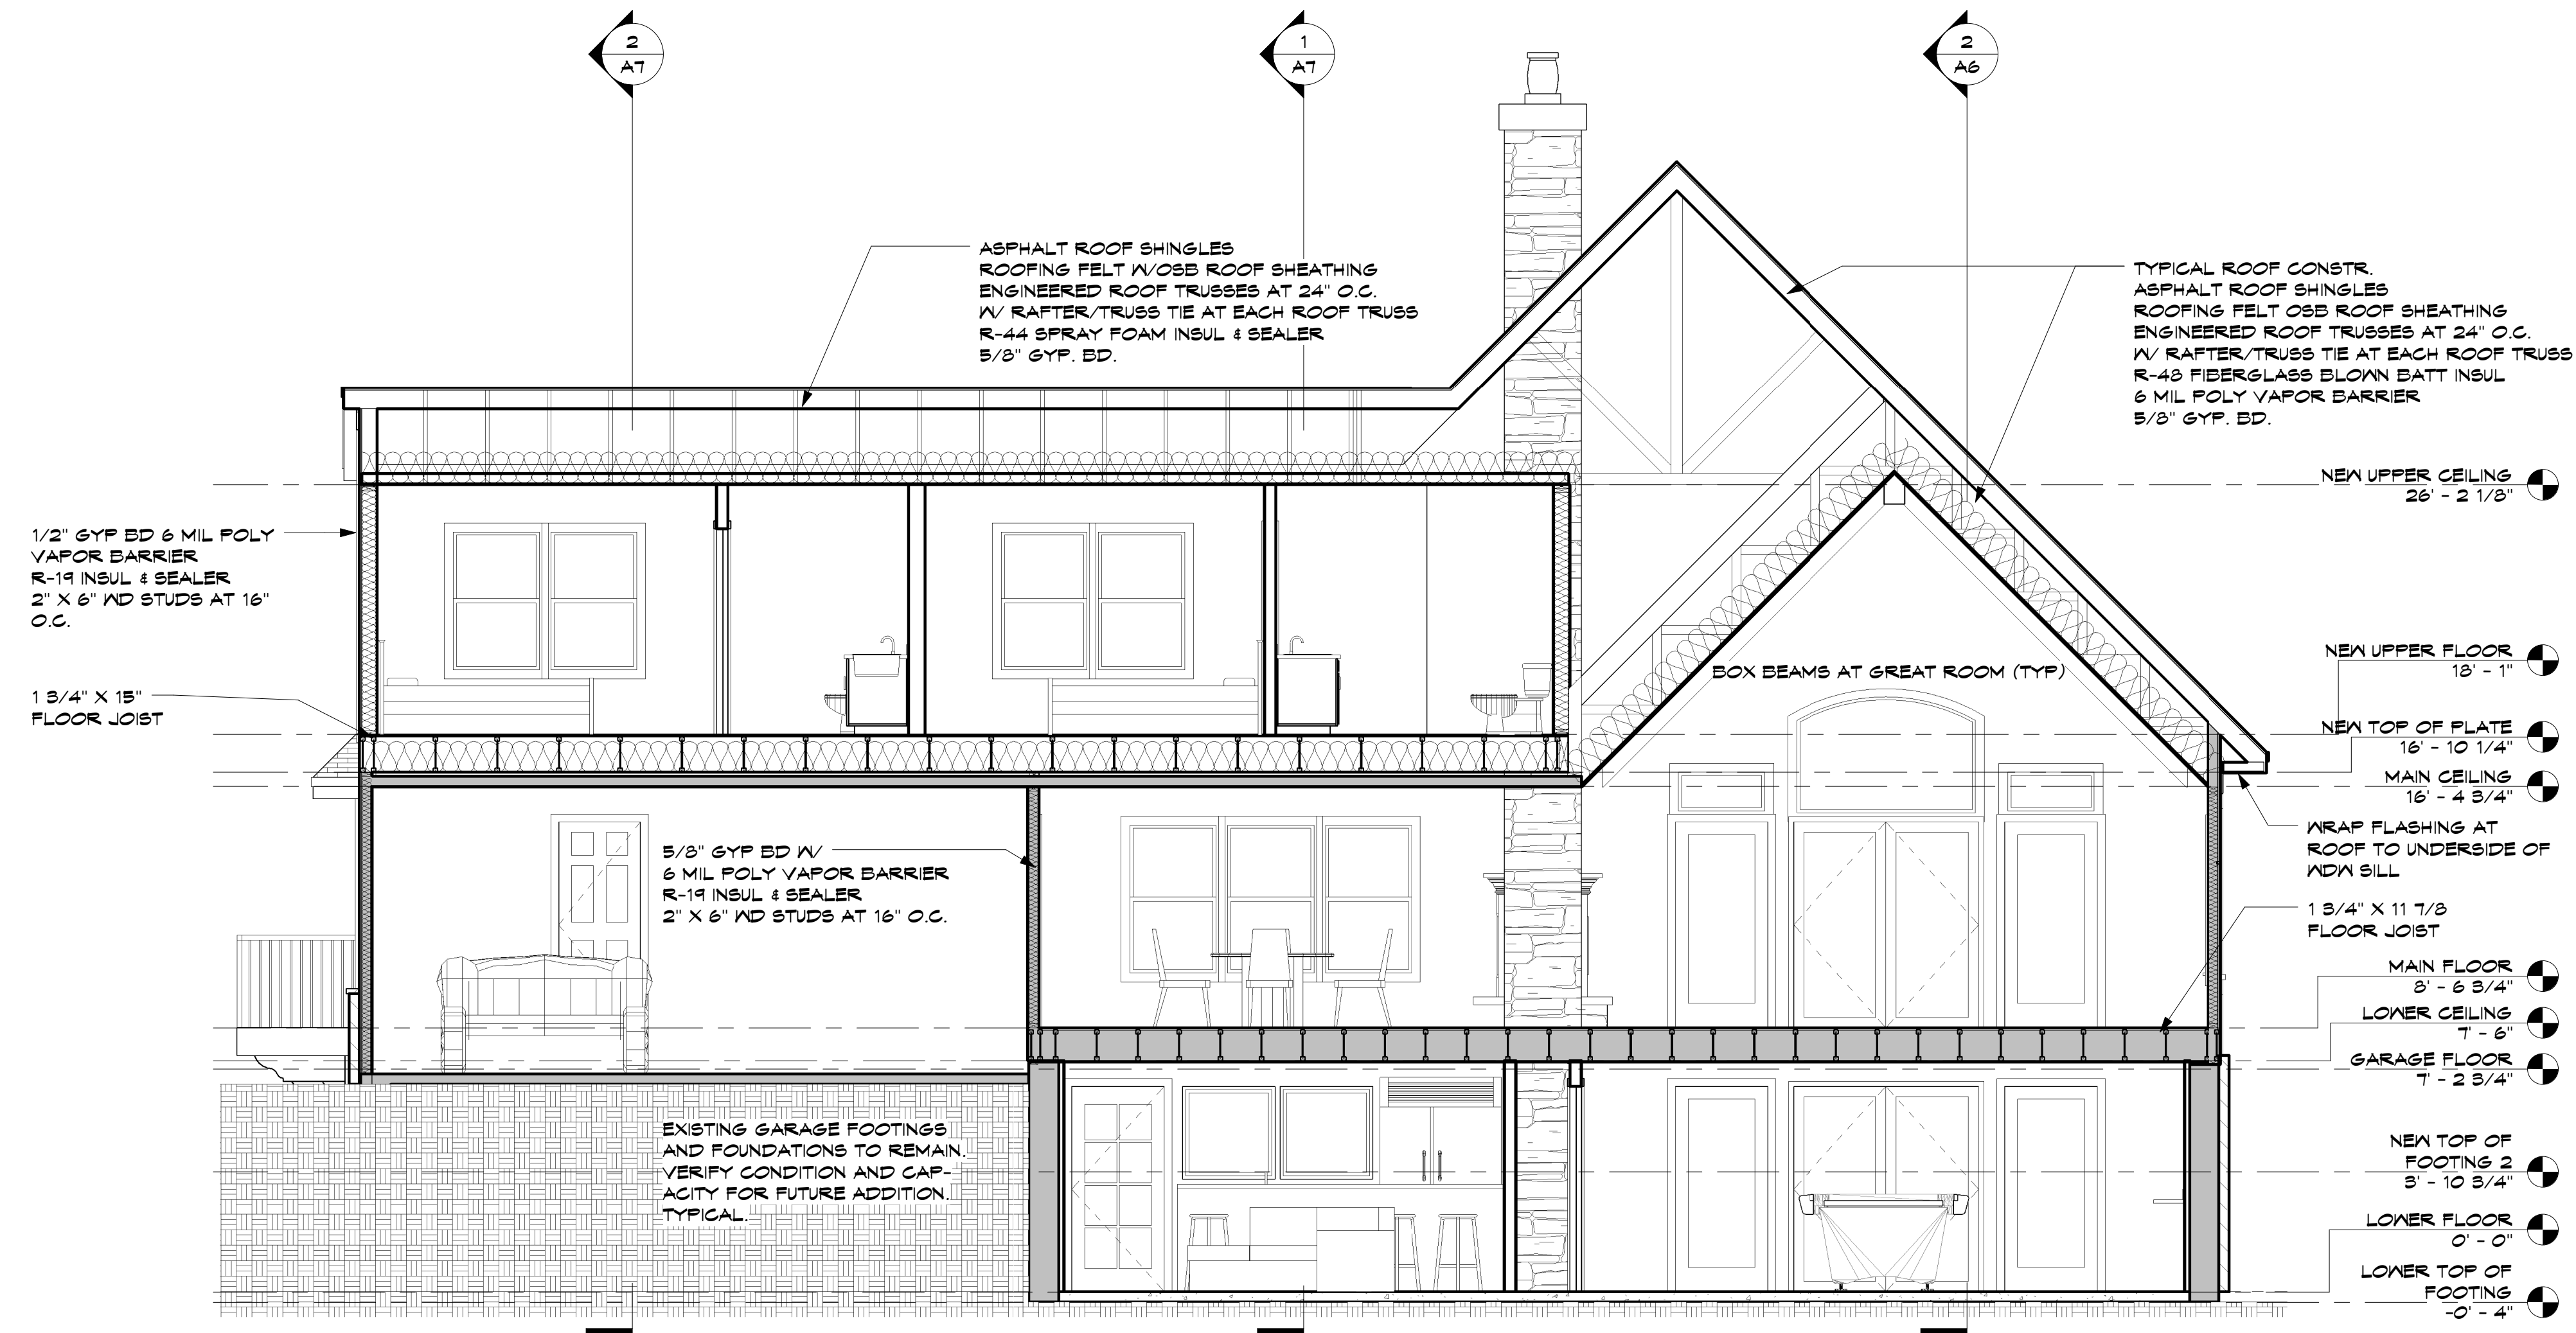 2
A7
1
A7
2
A6
ASPHALT ROOF SHINGLES
ROOFING FELT W/OSB ROOF SHEATHING
ENGINEERED ROOF TRUSSES AT 24" O.C.
W/ RAFTER/TRUSS TIE AT EACH ROOF TRUSS
R-44 SPRAY FOAM INSUL & SEALER
5/8" GYP. BD.
TYPICAL ROOF CONSTR.
ASPHALT ROOF SHINGLES
ROOFING FELT OSB ROOF SHEATHING
ENGINEERED ROOF TRUSSES AT 24" O.C.
W/ RAFTER/TRUSS TIE AT EACH ROOF TRUSS
R-48 FIBERGLASS BLOWN BATT INSUL
6 MIL POLY VAPOR BARRIER
5/8" GYP. BD.
1/2" GYP BD 6 MIL POLY
VAPOR BARRIER
R-19 INSUL & SEALER
2" X 6" WD STUDS AT 16"
O.C.
1 3/4" X 15"
FLOOR JOIST
BOX BEAMS AT GREAT ROOM (TYP)
5/8" GYP BD W/
6 MIL POLY VAPOR BARRIER
R-19 INSUL & SEALER
2" X 6" WD STUDS AT 16" O.C.
EXISTING GARAGE FOOTINGS
AND FOUNDATIONS TO REMAIN.
VERIFY CONDITION AND CAP-
ACITY FOR FUTURE ADDITION.
TYPICAL.
NEW UPPER CEILING
26' - 2 1/8"
NEW UPPER FLOOR
18' - 1"
NEW TOP OF PLATE
16' - 10 1/4"
MAIN CEILING
16' - 4 3/4"
WRAP FLASHING AT
ROOF TO UNDERSIDE OF
WDW SILL
1 3/4" X 11 7/8
FLOOR JOIST
MAIN FLOOR
8' - 6 3/4"
LOWER CEILING
7' - 6"
GARAGE FLOOR
7' - 2 3/4"
NEW TOP OF
FOOTING 2
3' - 10 3/4"
LOWER FLOOR
0' - 0"
LOWER TOP OF
FOOTING
-0' - 4"